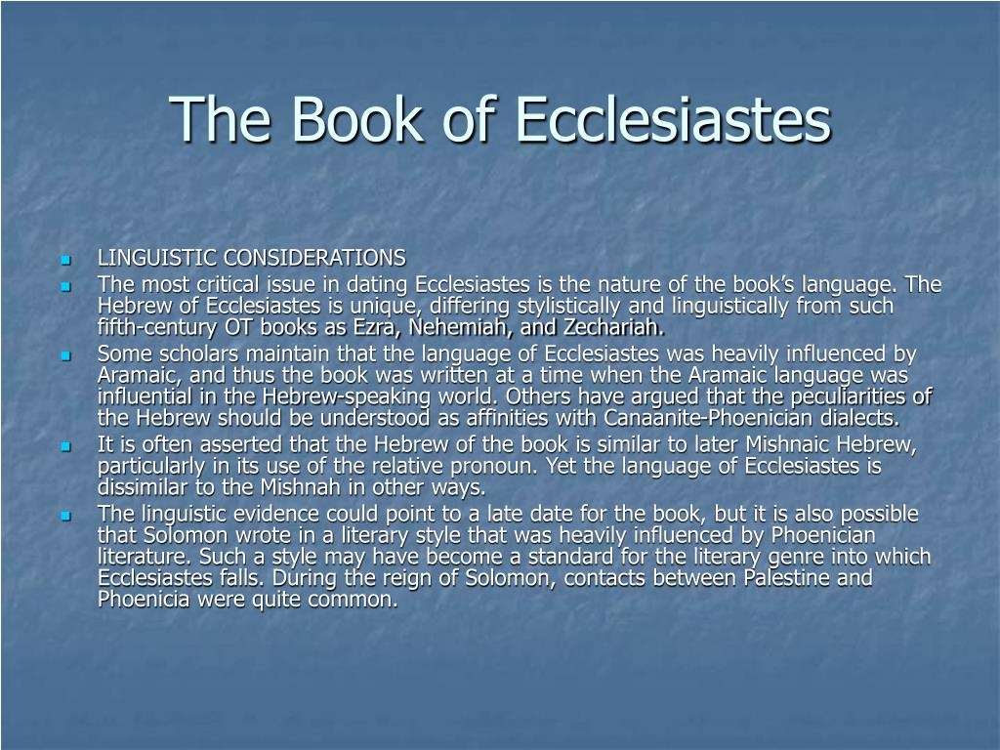 The Book of Ecclesiastes
LINGUISTIC CONSIDERATIONS
The most critical issue in dating Ecclesiastes is the nature of the book’s language. The
Hebrew of Ecclesiastes is unique, differing stylistically and linguistically from such
fifth-century OT books as Ezra, Nehemiah, and Zechariah.
Some scholars maintain that the language of Ecclesiastes was heavily influenced by
Aramaic, and thus the book was written at a time when the Aramaic language was
influential in the Hebrew-speaking world. Others have argued that the peculiarities of
the Hebrew should be understood as affinities with Canaanite-Phoenician dialects.
It is often asserted that the Hebrew of the book is similar to later Mishnaic Hebrew,
particularly in its use of the relative pronoun. Yet the language of Ecclesiastes is
dissimilar to the Mishnah in other ways.
The linguistic evidence could point to a late date for the book, but it is also possible
that Solomon wrote in a literary style that was heavily influenced by Phoenician
literature. Such a style may have become a standard for the literary genre into which
Ecclesiastes falls. During the reign of Solomon, contacts between Palestine and
Phoenicia were quite common.